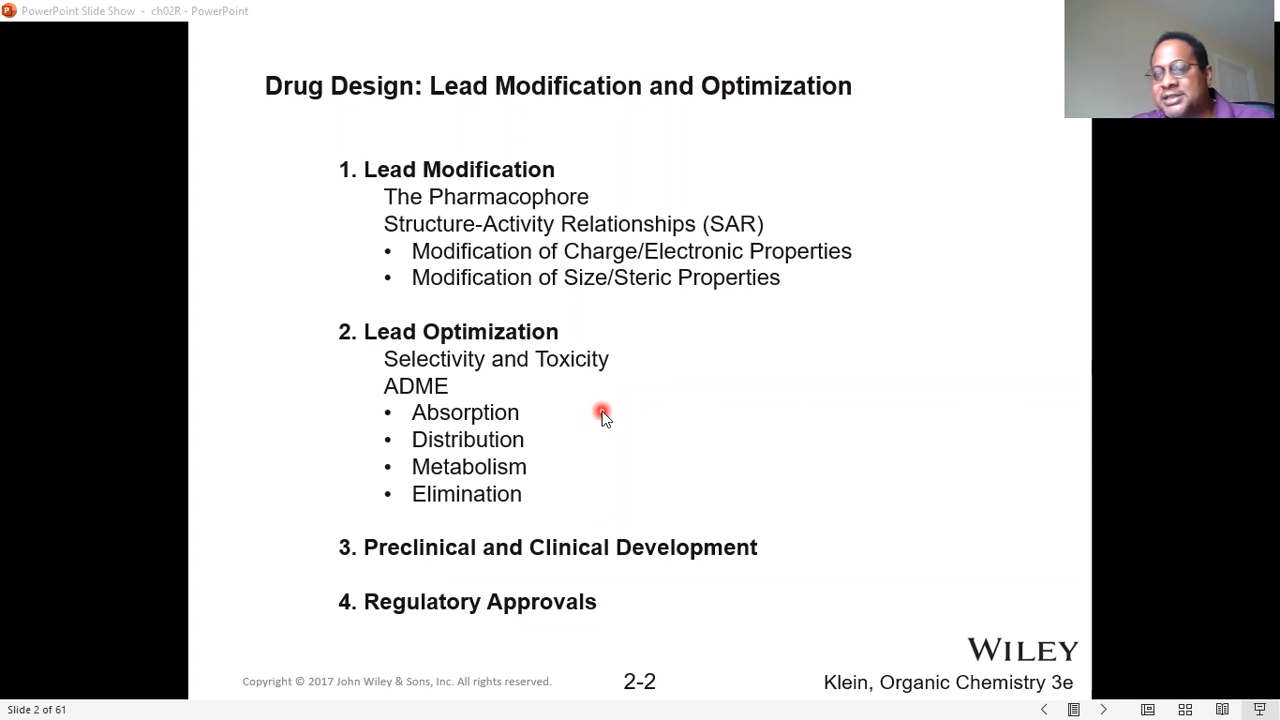 PowerPoint Slide Show - ch02R - PowerPoint
Drug Design: Lead Modification and Optimization
1. Lead Modification
The Pharmacophore
Structure-Activity Relationships (SAR)
• Modification of Charge/Electronic Properties
• Modification of Size/Steric Properties
2. Lead Optimization
Selectivity and Toxicity
ADME
• Absorption
• Distribution
• Metabolism
• Elimination
3. Preclinical and Clinical Development
4. Regulatory Approvals
WILEY
Copyright © 2017 John Wiley & Sons, Inc. All rights reserved.
2-2
Klein, Organic Chemistry 3e
Slide 2 of 61